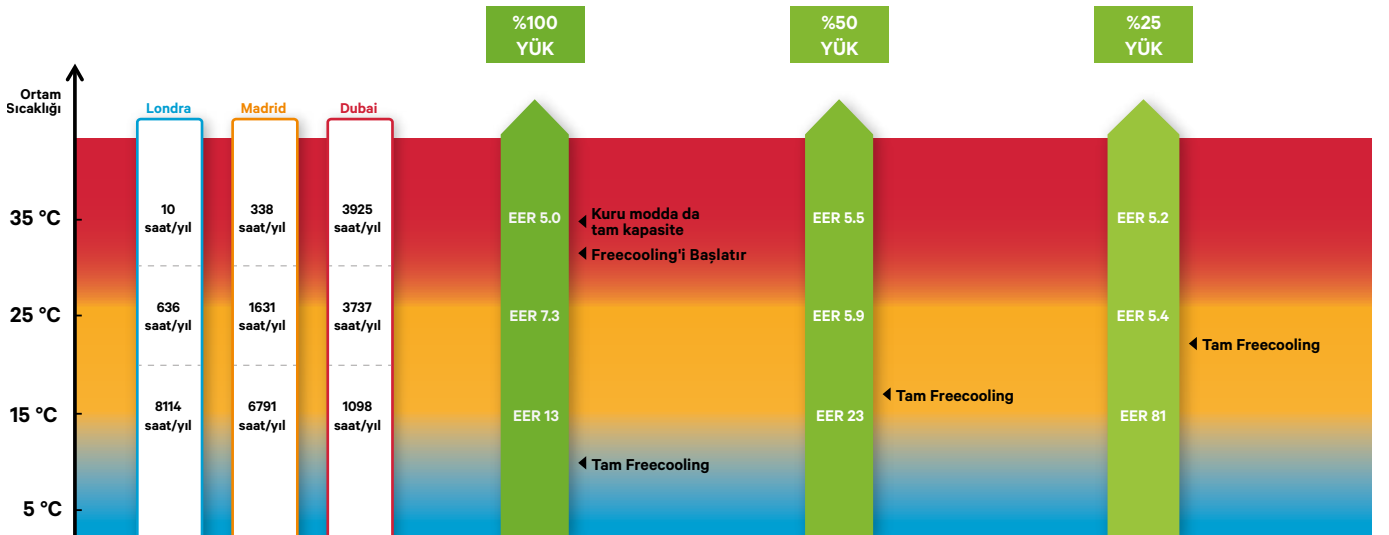 %100
YÜK
%50
YÜK
%25
YÜK
Ortam
Sıcaklığı
Londra
Madrid
Dubai
35 °C
10
saat/yıl
338
saat/yıl
3925
saat/yıl
EER 5.0
Kuru modda da
tam kapasite
Freecooling'i Başlatır
EER 5.5
EER 5.2
25 °C
636
saat/yıl
1631
saat/yıl
3737
saat/yıl
EER 7.3
EER 5.9
EER 5.4
Tam Freecooling
Tam Freecooling
15 °C
8114
saat/yıl
6791
saat/yıl
1098
saat/yıl
EER 13
EER 23
EER 81
Tam Freecooling
5 °C